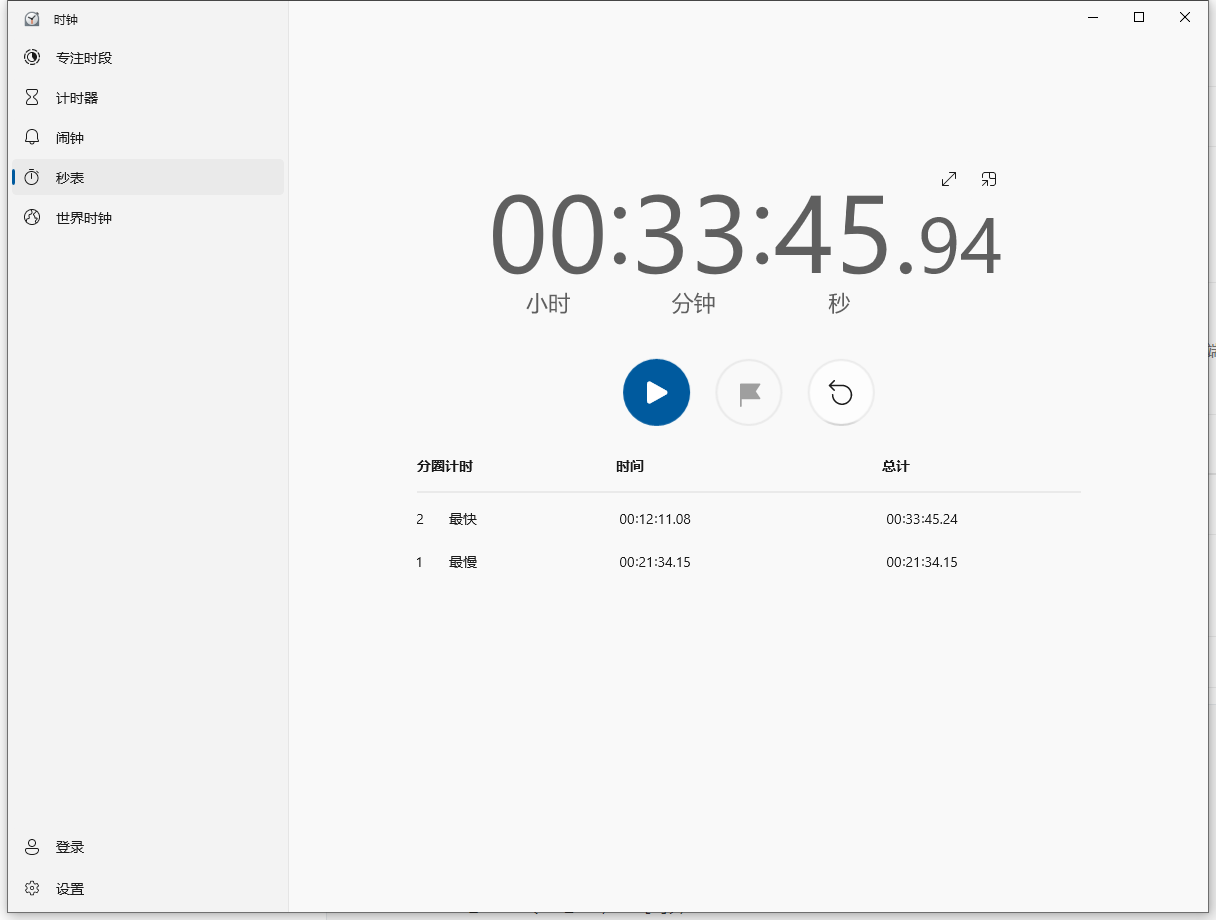 时钟
专注时段
计时器
闹钟
秒表
世界时钟
00:33:45.94
小时 分钟 秒
分圈计时 时间 总计
2 最快 00:12:11.08 00:33:45.24
1 最慢 00:21:34.15 00:21:34.15
登录
设置